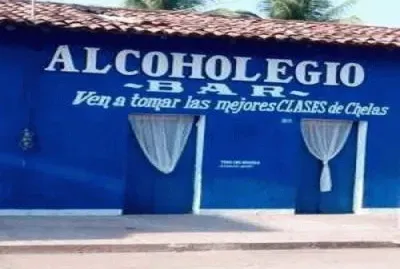 ALCOHOLEGIO
~BAR~
Ven a tomar las mejores CLASES de Chelas